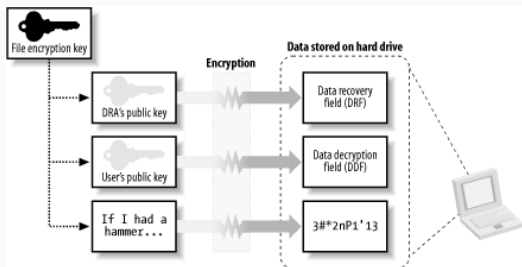 File encryption key
Encryption
Data stored on hard drive
DRA's public key
Data recovery
field (DRF)
User's public key
Data decryption
field (DDF)
If I had a
hammer...
3#*2nP1'13